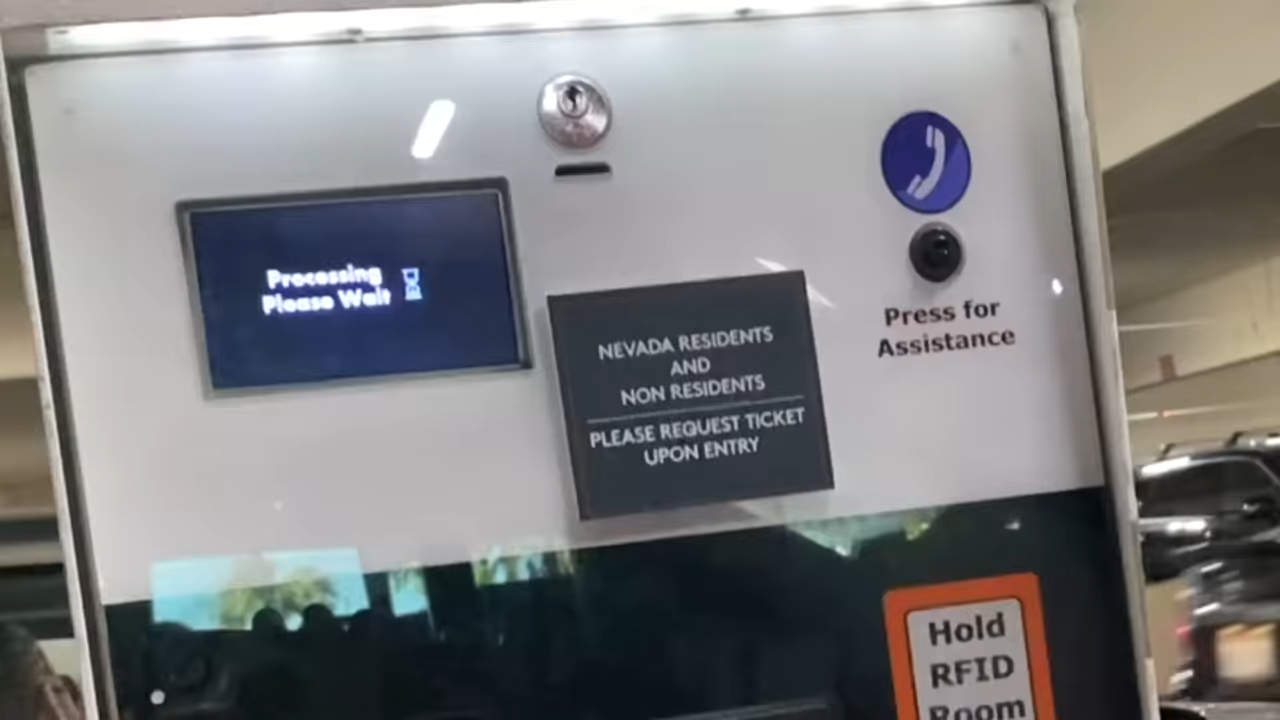 Processing
Please Wait
NEVADA RESIDENTS
AND
NON RESIDENTS
PLEASE REQUEST TICKET
UPON ENTRY
Press for
Assistance
Hold
RFID
Room